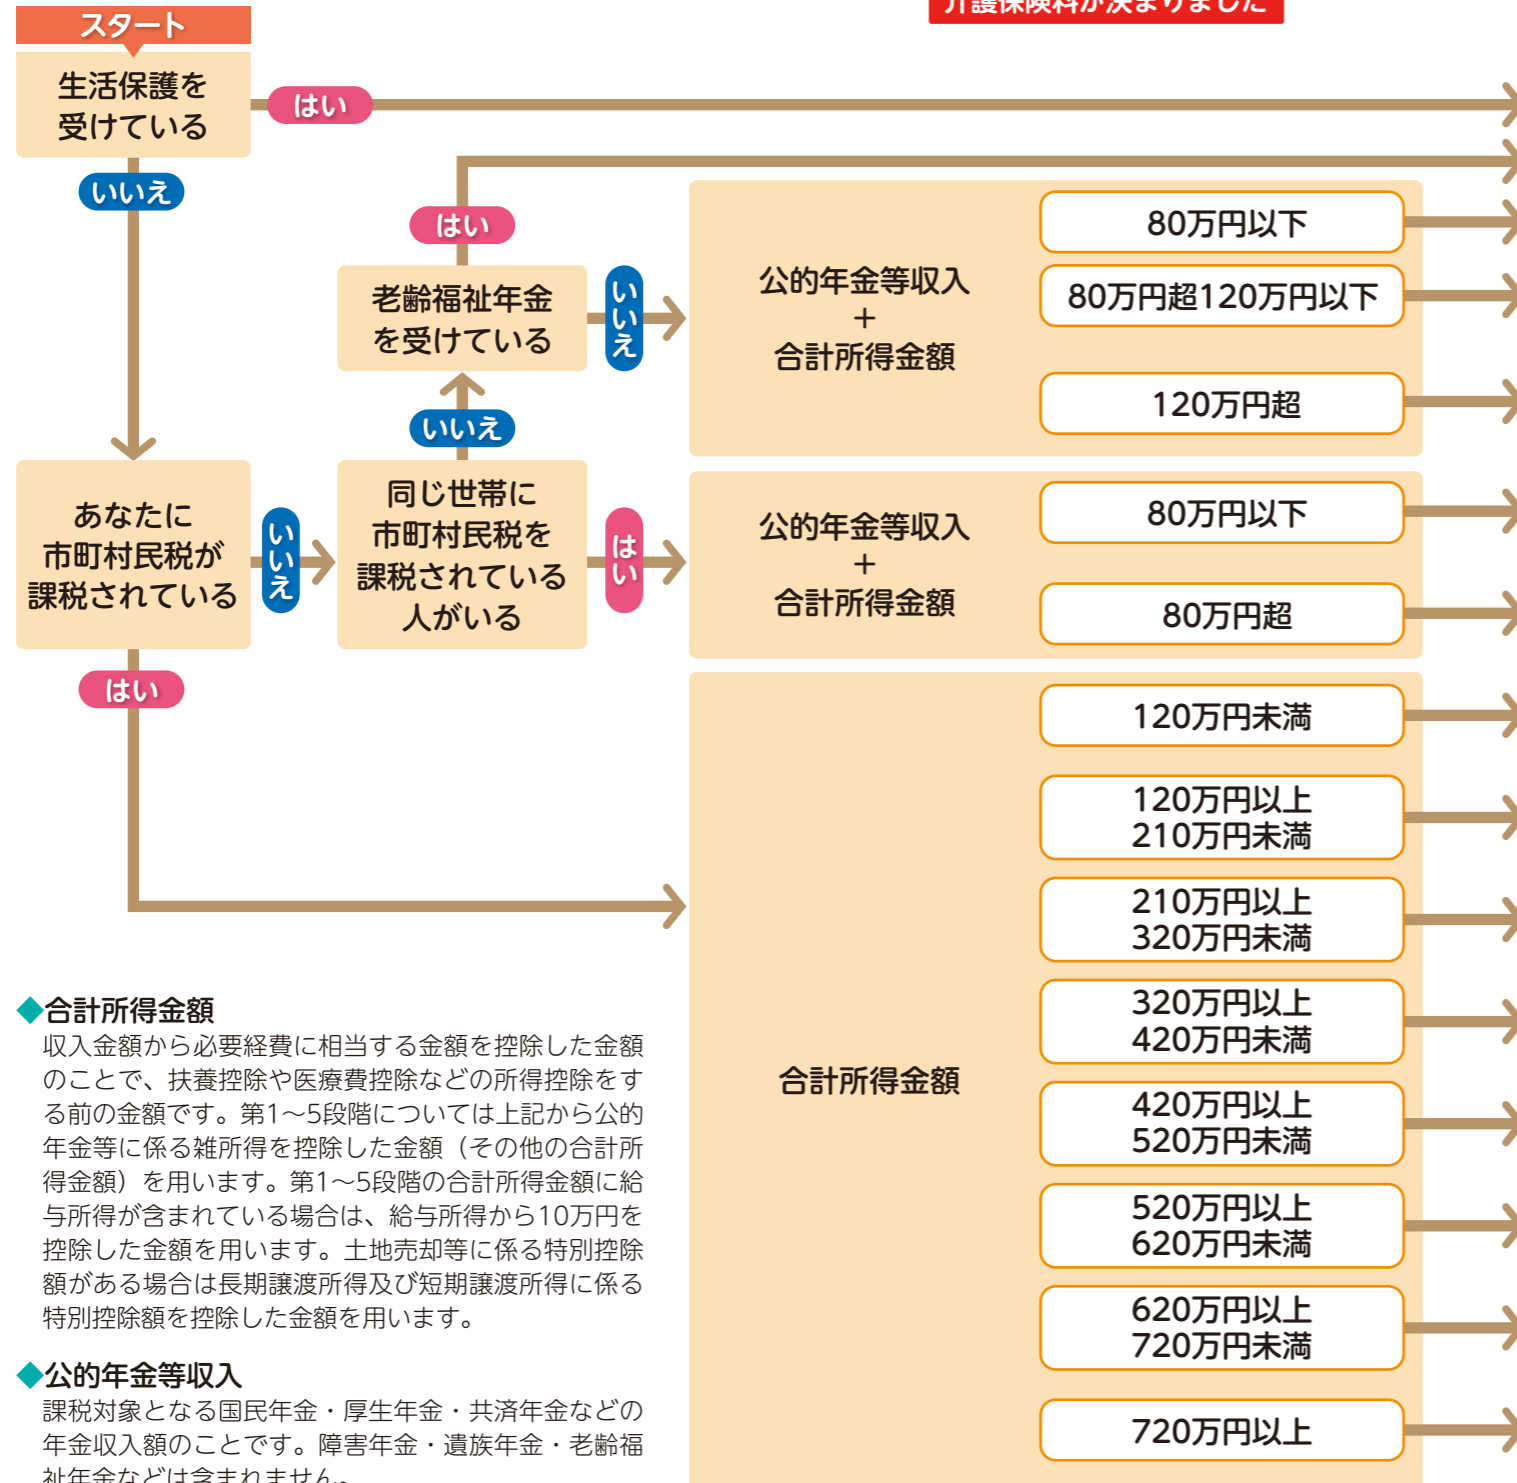 介護保険料が決まりました
スタート
生活保護を
受けている
はい
いいえ
はい
老齢福祉年金
を受けている
いいえ
公的年金等収入
+
合計所得金額
80万円以下
80万円超120万円以下
120万円超
いいえ
あなたに
市町村民税が
課税されている
いいえ
同じ世帯に
市町村民税を
課税されている
人がいる
はい
公的年金等収入
+
合計所得金額
80万円以下
80万円超
はい
合計所得金額
120万円未満
120万円以上
210万円未満
210万円以上
320万円未満
320万円以上
420万円未満
420万円以上
520万円未満
520万円以上
620万円未満
620万円以上
720万円未満
720万円以上
◆合計所得金額
収入金額から必要経費に相当する金額を控除した金額
のことで、扶養控除や医療費控除などの所得控除をす
る前の金額です。第1～5段階については上記から公的
年金等に係る雑所得を控除した金額（その他の合計所
得金額）を用います。第1～5段階の合計所得金額に給
与所得が含まれている場合は、給与所得から10万円を
控除した金額を用います。土地売却等に係る特別控除
額がある場合は長期譲渡所得及び短期譲渡所得に係る
特別控除額を控除した金額を用います。
◆公的年金等収入
課税対象となる国民年金・厚生年金・共済年金などの
年金収入額のことです。障害年金・遺族年金・老齢福
祉年金などは含まれません。